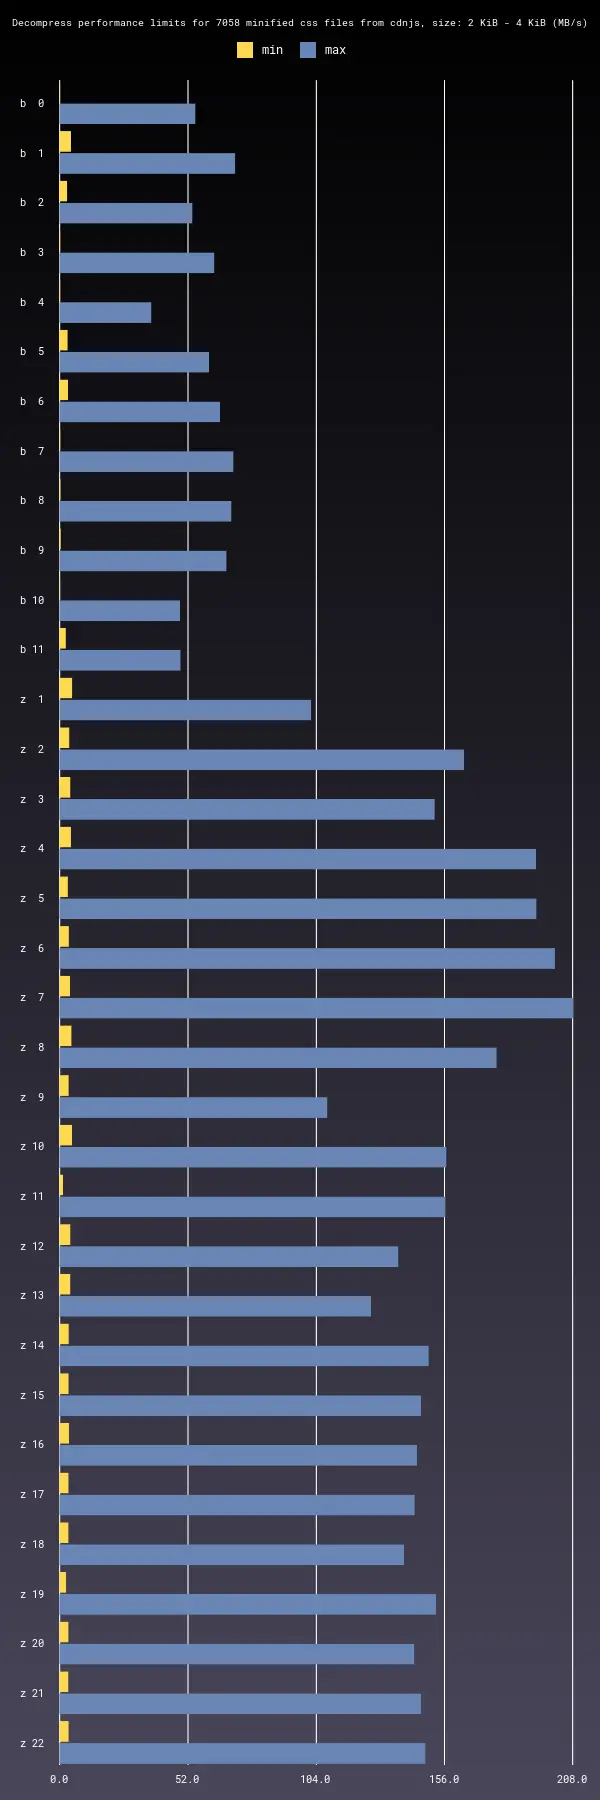 Decompress performance limits for 7058 minified css files from cdnjs, size: 2 KiB - 4 KiB (MB/s)
min max
b 0
b 1
b 2
b 3
b 4
b 5
b 6
b 7
b 8
b 9
b 10
b 11
z 1
z 2
z 3
z 4
z 5
z 6
z 7
z 8
z 9
z 10
z 11
z 12
z 13
z 14
z 15
z 16
z 17
z 18
z 19
z 20
z 21
z 22
0.0 52.0 104.0 156.0 208.0